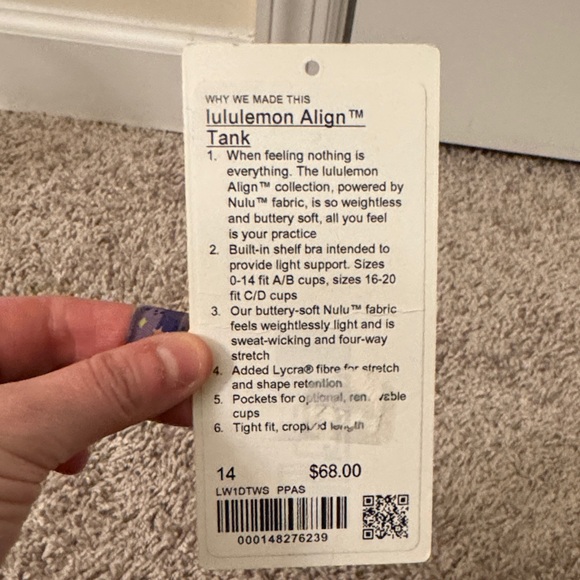 WHY WE MADE THIS
lululemon Align™
Tank
1. When feeling nothing is
everything. The lululemon
Align™ collection, powered by
Nulu™ fabric, is so weightless
and buttery soft, all you feel
is your practice
2. Built-in shelf bra intended to
provide light support. Sizes
0-14 fit A/B cups, sizes 16-20
fit C/D cups
3. Our buttery-soft Nulu™ fabric
feels weightlessly light and is
sweat-wicking and four-way
stretch
4. Added Lycra® fibre for stretch
and shape retention
5. Pockets for optional,
cups
6. Tight fit, length
14 $68.00
LW1DTWS PPAS
000148276239